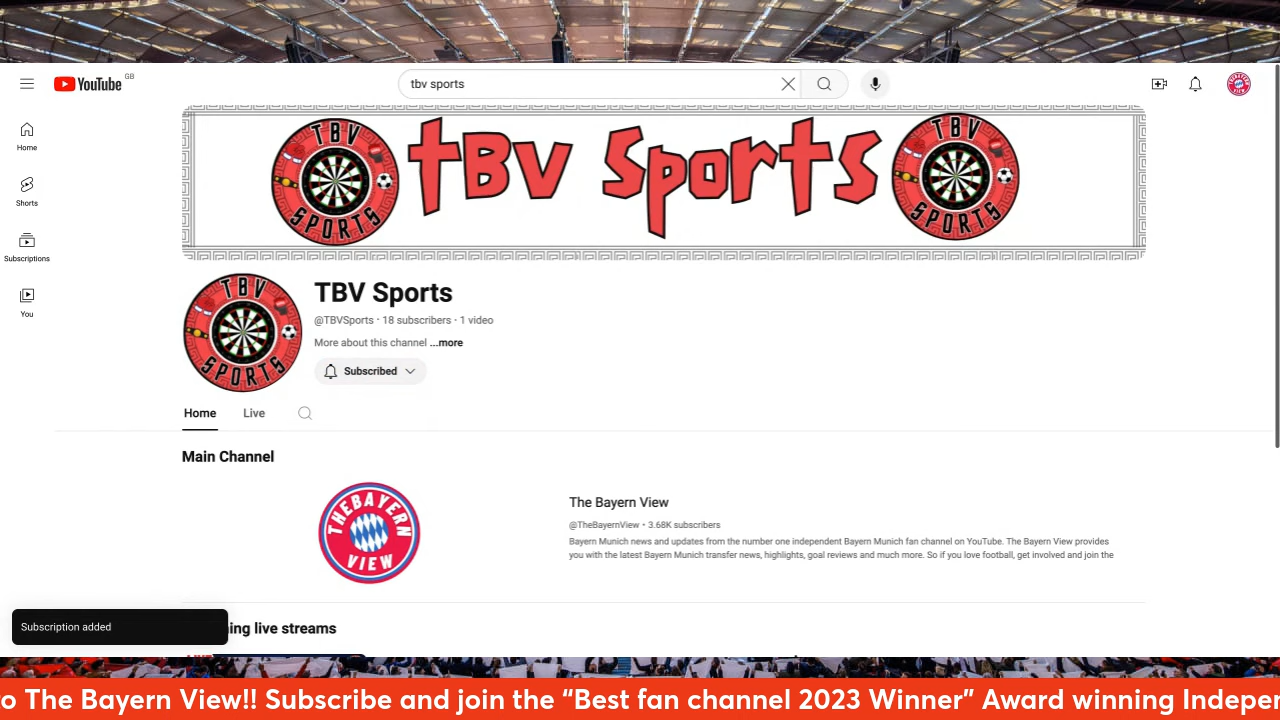 YouTube GB
tbv sports
Home
Shorts
Subscriptions
You
TBV SPORTS
tBV Sports
TBV SPORTS
TBV SPORTS
TBV Sports
@TBVSports · 18 subscribers · 1 video
More about this channel ...more
Subscribed
Home Live
Main Channel
THE BAYERN VIEW
The Bayern View
@TheBayernView • 3.68K subscribers
Bayern Munich news and updates from the number one independent Bayern Munich fan channel on YouTube. The Bayern View provides
you with the latest Bayern Munich transfer news, highlights, goal reviews and much more. So if you love football, get involved and join the
Subscription added
live streams
o The Bayern View!! Subscribe and join the “Best fan channel 2023 Winner” Award winning Indeper